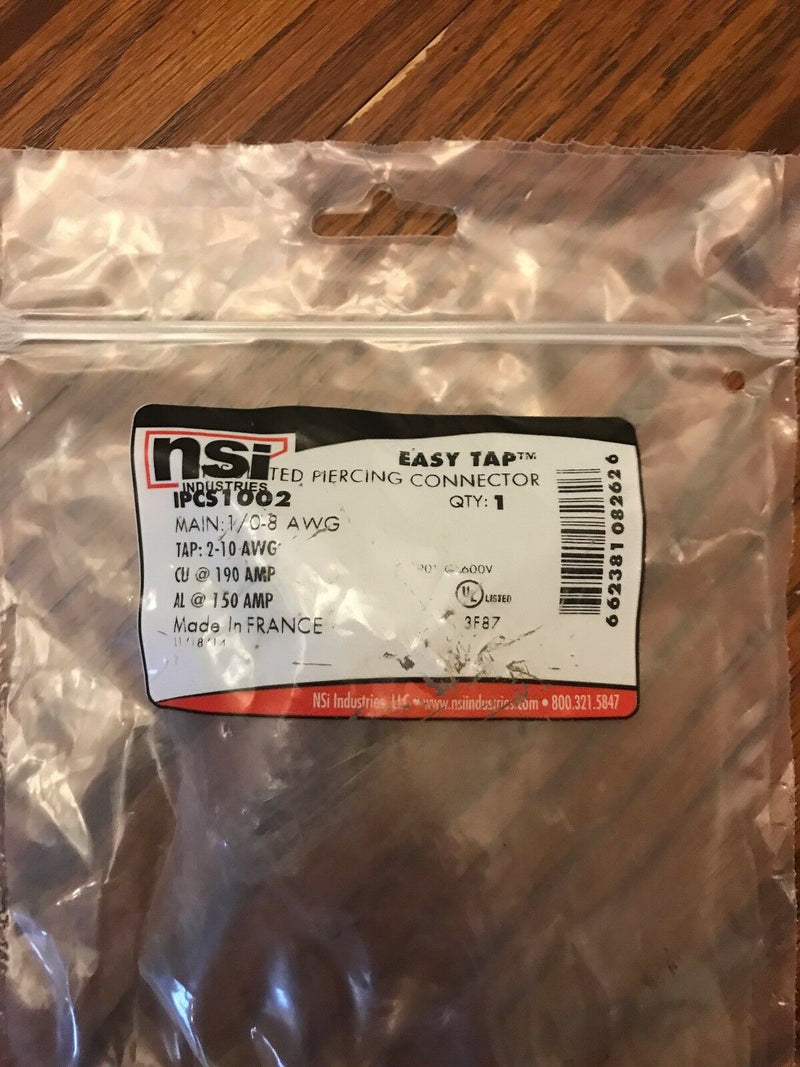 nsi
INDUSTRIES
EASY TAP™
TED PIERCING CONNECTOR
IPCS1002
QTY: 1
MAIN: 1/0-8 AWG
TAP: 2-10 AWG
CU @ 190 AMP
600V
AL @ 150 AMP
UL LISTED
Made In FRANCE
3F87
662381 082626
NSi Industries, LLC • www.nsiindustries.com • 800.321.5847